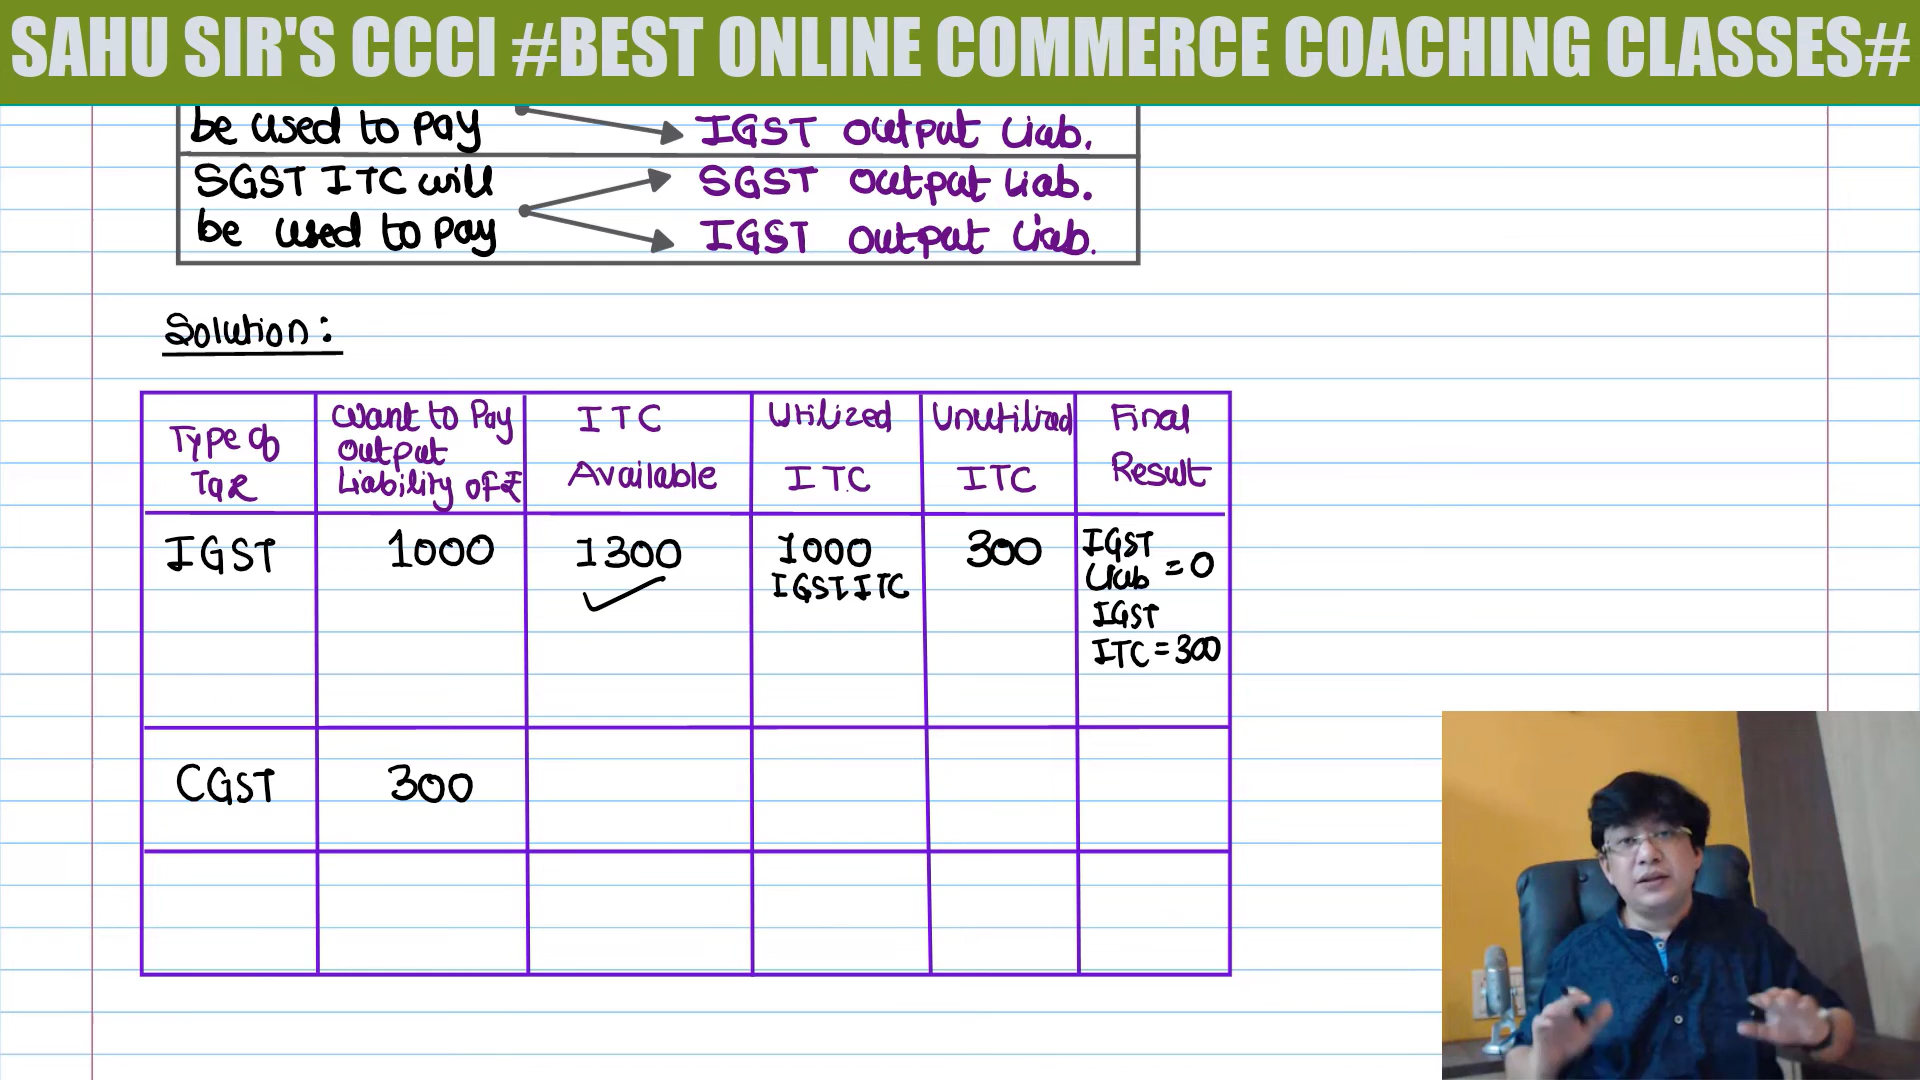 SAHU SIR'S CCCI #BEST ONLINE COMMERCE COACHING CLASSES#
be used to pay
IGST output Liab.
SGST ITC will
be used to pay
SGST output Liab.
IGST output Liab.
Solution:
Type of
Tax
Want to Pay
Output
Liability of ₹
ITC
Available
Utilized
ITC
Unutilized
ITC
Final
Result
IGST
1000
1300
1000
IGST ITC
300
IGST
Liab = 0
IGST
ITC = 300
CGST
300